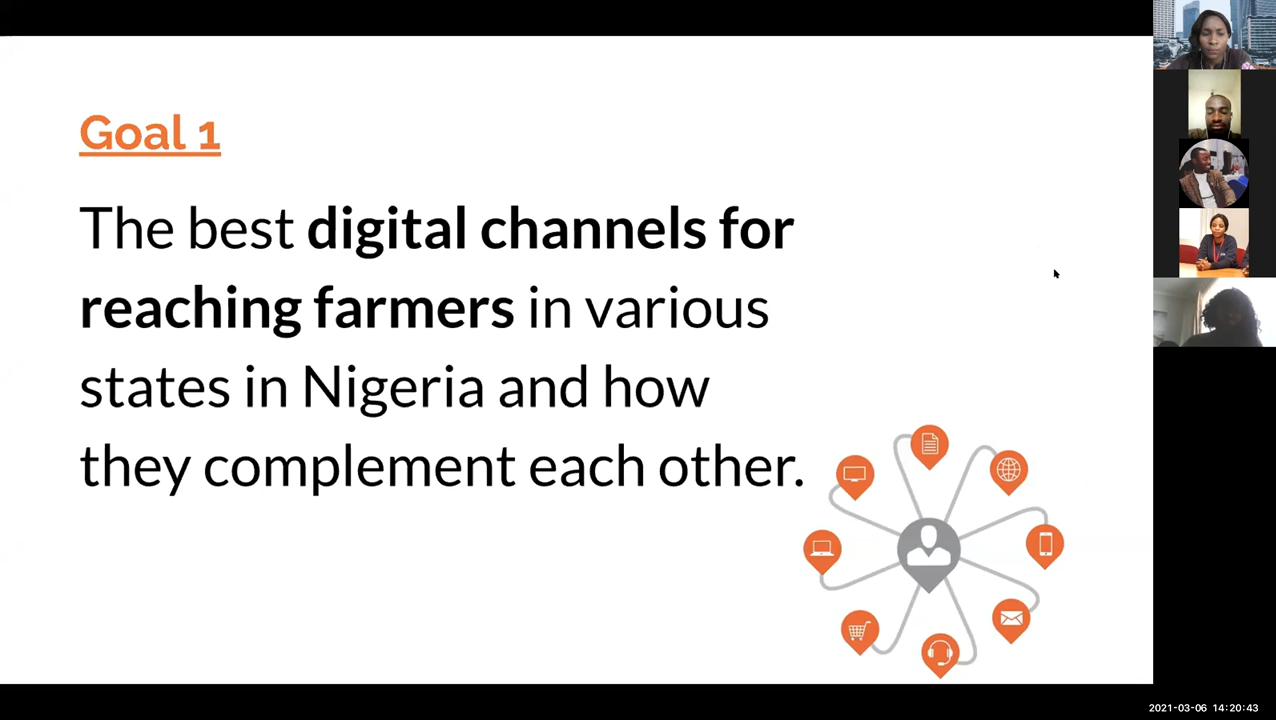 Goal 1
The best digital channels for
reaching farmers in various
states in Nigeria and how
they complement each other.
2021-03-06 14:20:43